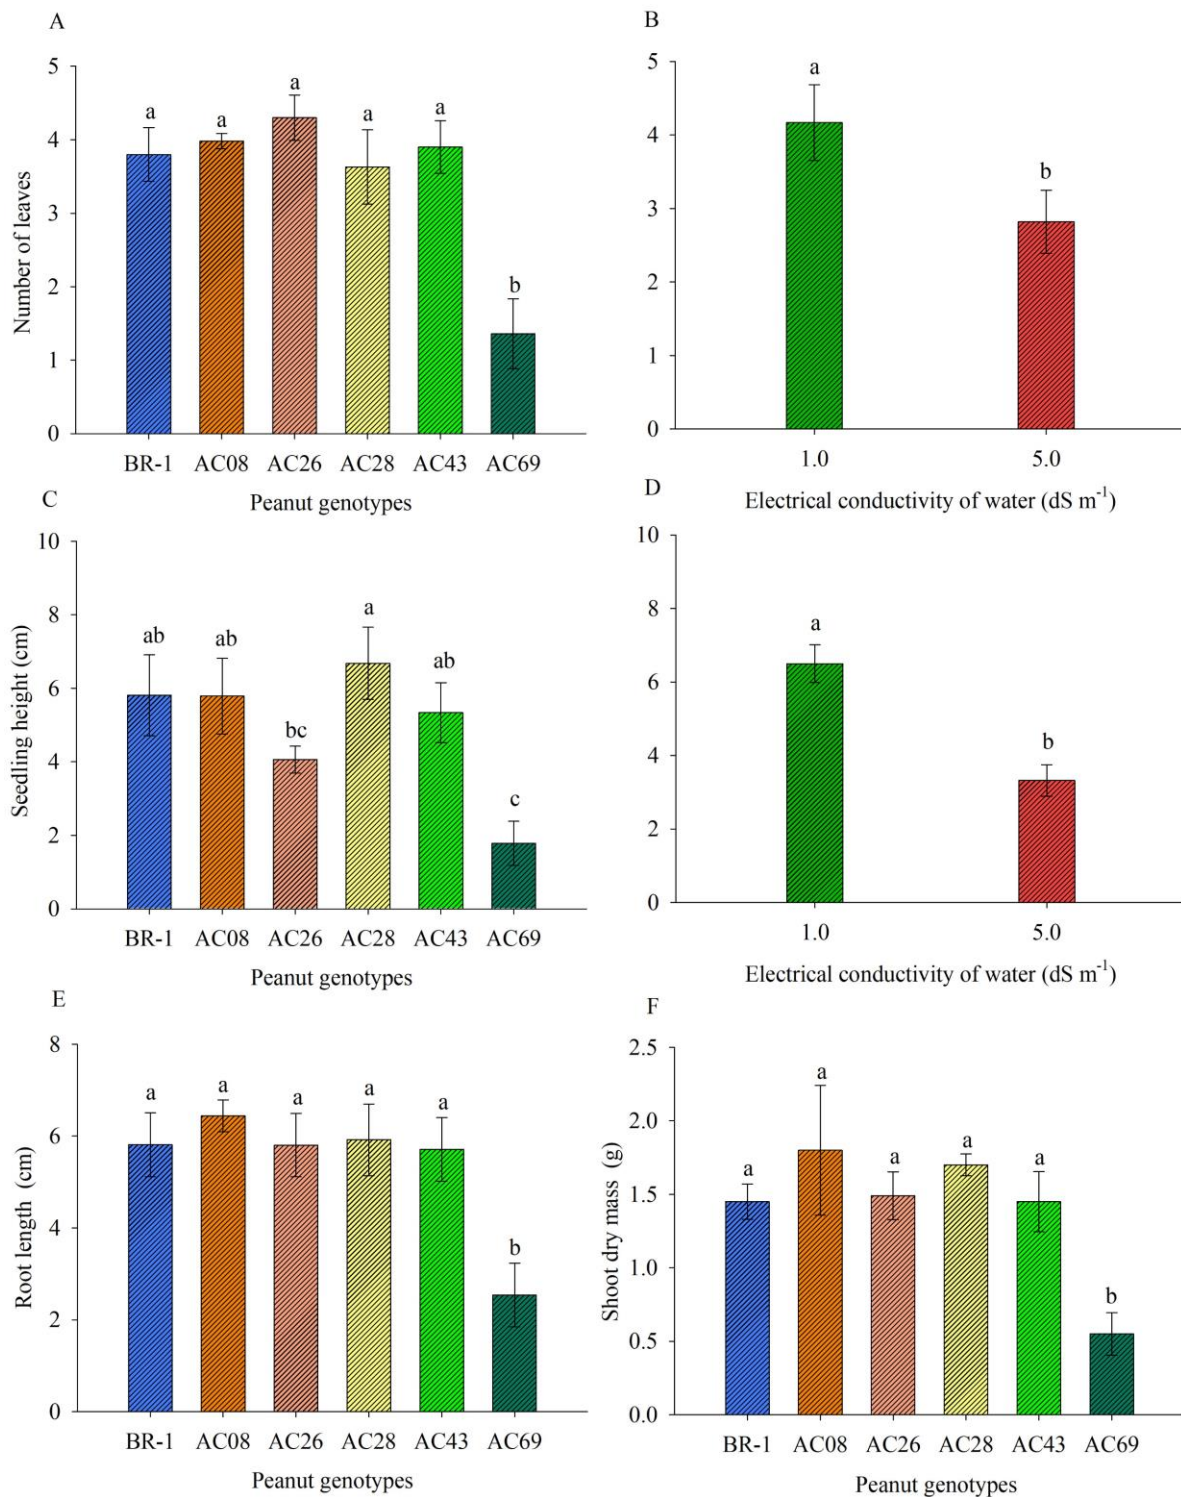 A
Number of leaves
5
4
3
2
1
0
a
a
a
a
a
b
BR-1 AC08 AC26 AC28 AC43 AC69
Peanut genotypes
B
5
4
3
2
1
0
a
b
1.0 5.0
Electrical conductivity of water (dS m⁻¹)
C
Seedling height (cm)
10
8
6
4
2
0
ab
ab
bc
a
ab
c
BR-1 AC08 AC26 AC28 AC43 AC69
Peanut genotypes
D
10
8
6
4
2
0
a
b
1.0 5.0
Electrical conductivity of water (dS m⁻¹)
E
Root length (cm)
8
6
4
2
0
a
a
a
a
a
b
BR-1 AC08 AC26 AC28 AC43 AC69
Peanut genotypes
F
Shoot dry mass (g)
2.5
2.0
1.5
1.0
0.5
0.0
a
a
a
a
a
b
BR-1 AC08 AC26 AC28 AC43 AC69
Peanut genotypes